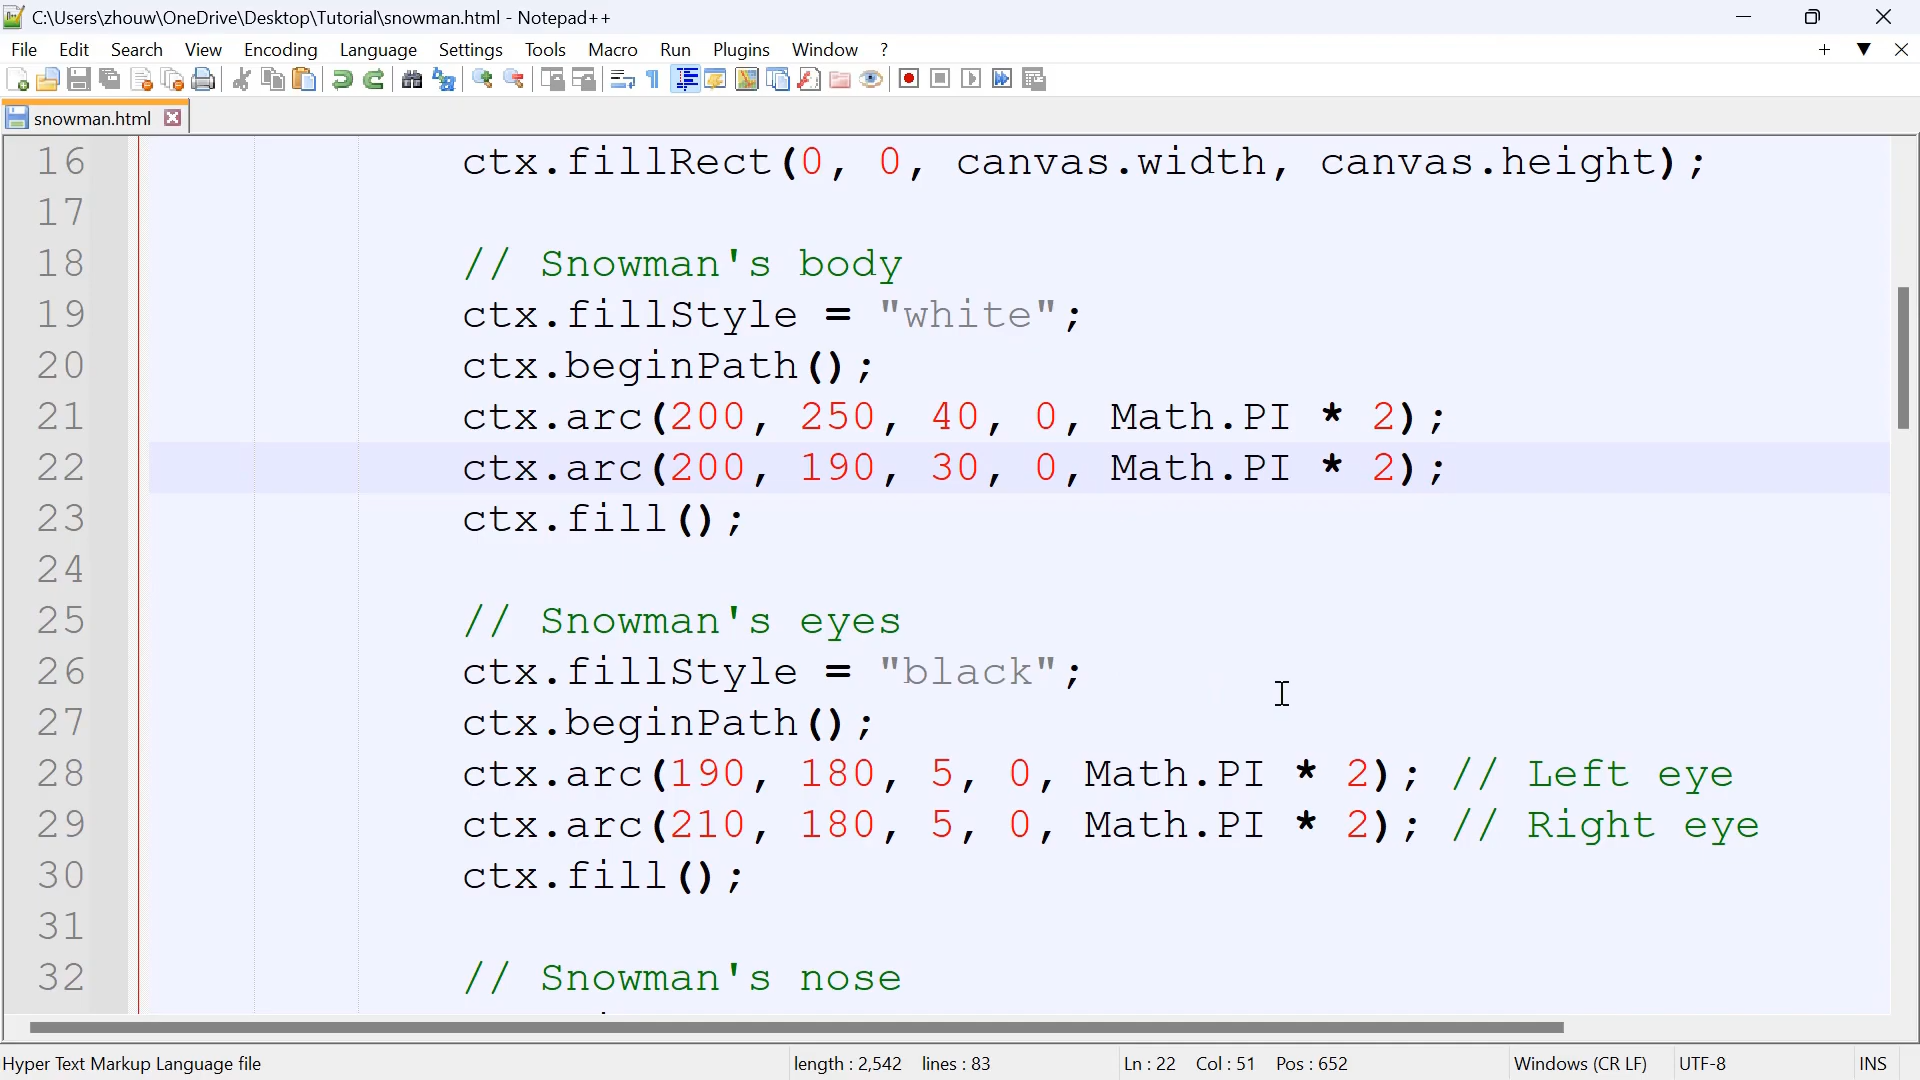 C:\Users\zhouw\OneDrive\Desktop\Tutorial\snowman.html - Notepad++
File Edit Search View Encoding Language Settings Tools Macro Run Plugins Window ?
snowman.html
16 ctx.fillRect(0, 0, canvas.width, canvas.height);
17
18 // Snowman's body
19 ctx.fillStyle = "white";
20 ctx.beginPath();
21 ctx.arc(200, 250, 40, 0, Math.PI * 2);
22 ctx.arc(200, 190, 30, 0, Math.PI * 2);
23 ctx.fill();
24
25 // Snowman's eyes
26 ctx.fillStyle = "black";
27 ctx.beginPath();
28 ctx.arc(190, 180, 5, 0, Math.PI * 2); // Left eye
29 ctx.arc(210, 180, 5, 0, Math.PI * 2); // Right eye
30 ctx.fill();
31
32 // Snowman's nose
Hyper Text Markup Language file length : 2,542 lines : 83 Ln : 22 Col : 51 Pos : 652 Windows (CR LF) UTF-8 INS